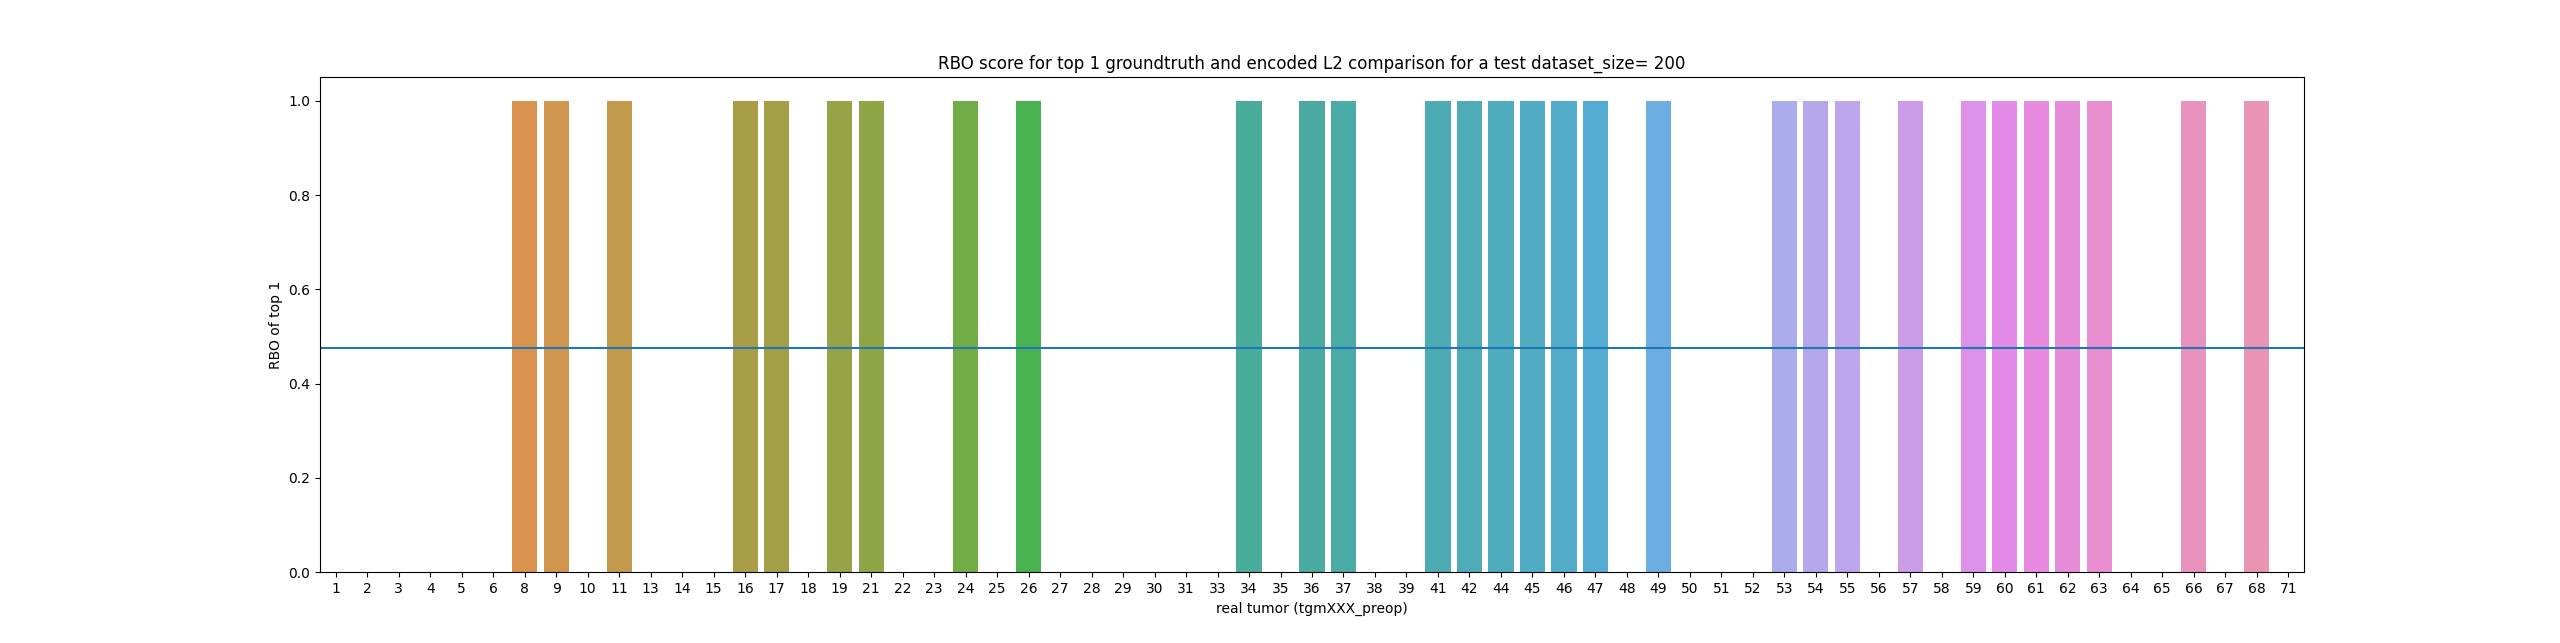 RBO score for top 1 groundtruth and encoded L2 comparison for a test dataset_size= 200
1.0
0.8
0.6
0.4
0.2
0.0
RBO of top 1
1 2 3 4 5 6 8 9 10 11 13 14 15 16 17 18 19 21 22 23 24 25 26 27 28 29 30 31 33 34 35 36 37 38 39 41 42 44 45 46 47 48 49 50 51 52 53 54 55 56 57 58 59 60 61 62 63 64 65 66 67 68 71
real tumor (tgmXXX_preop)